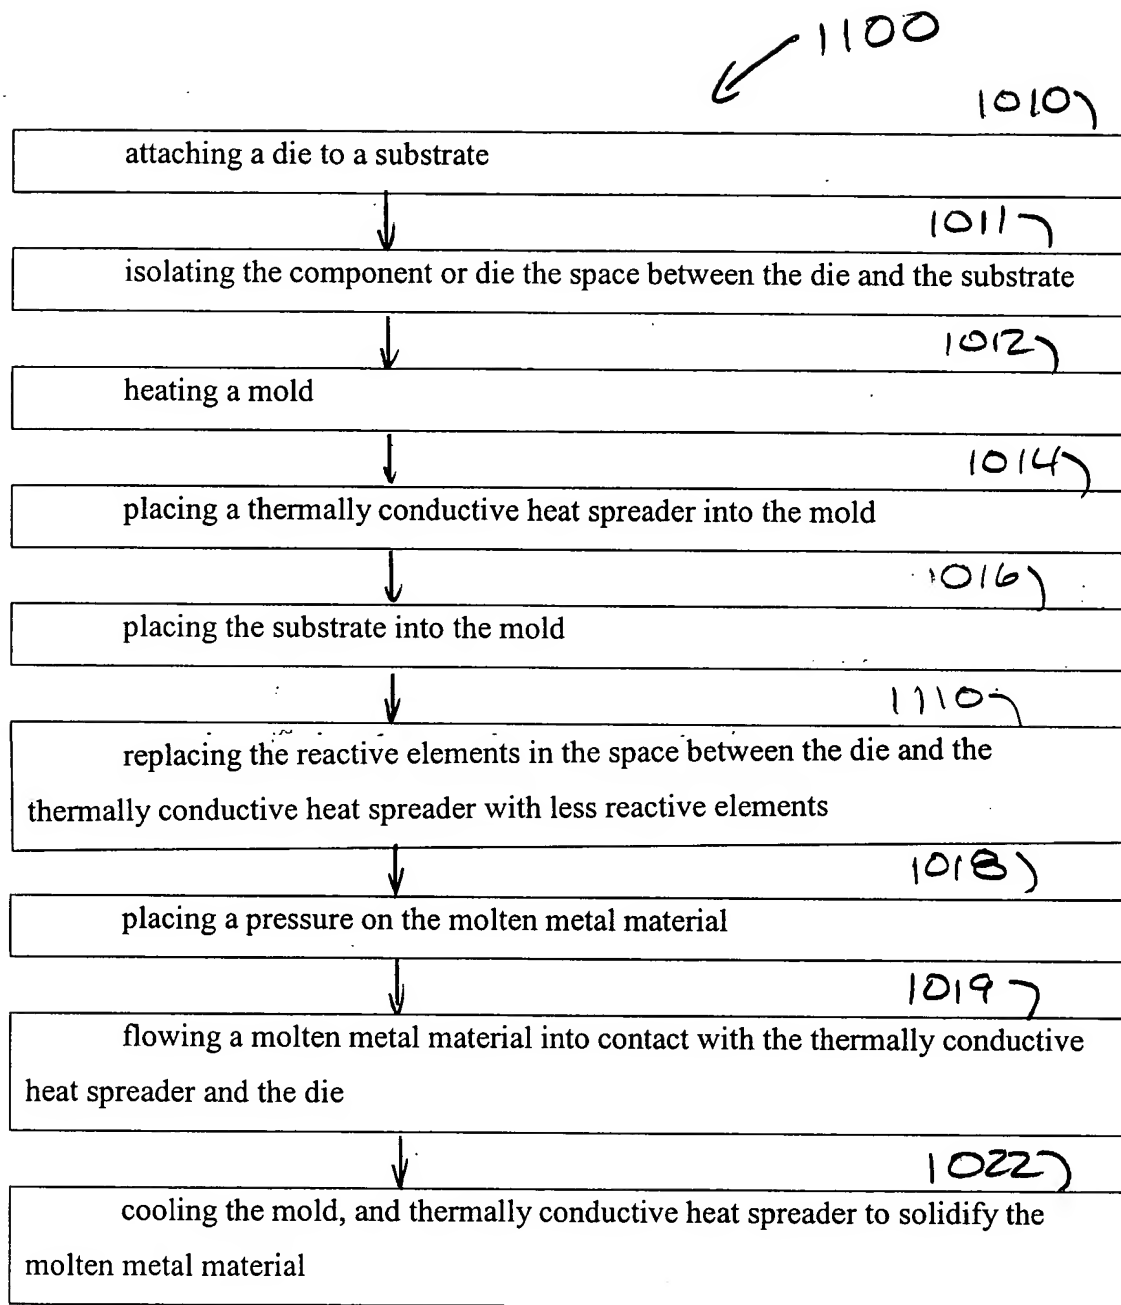 1100
1010
attaching a die to a substrate
1011
isolating the component or die the space between the die and the substrate
1012
heating a mold
1014
placing a thermally conductive heat spreader into the mold
1016
placing the substrate into the mold
1110
replacing the reactive elements in the space between the die and the
thermally conductive heat spreader with less reactive elements
1018
placing a pressure on the molten metal material
1019
flowing a molten metal material into contact with the thermally conductive
heat spreader and the die
1022
cooling the mold, and thermally conductive heat spreader to solidify the
molten metal material